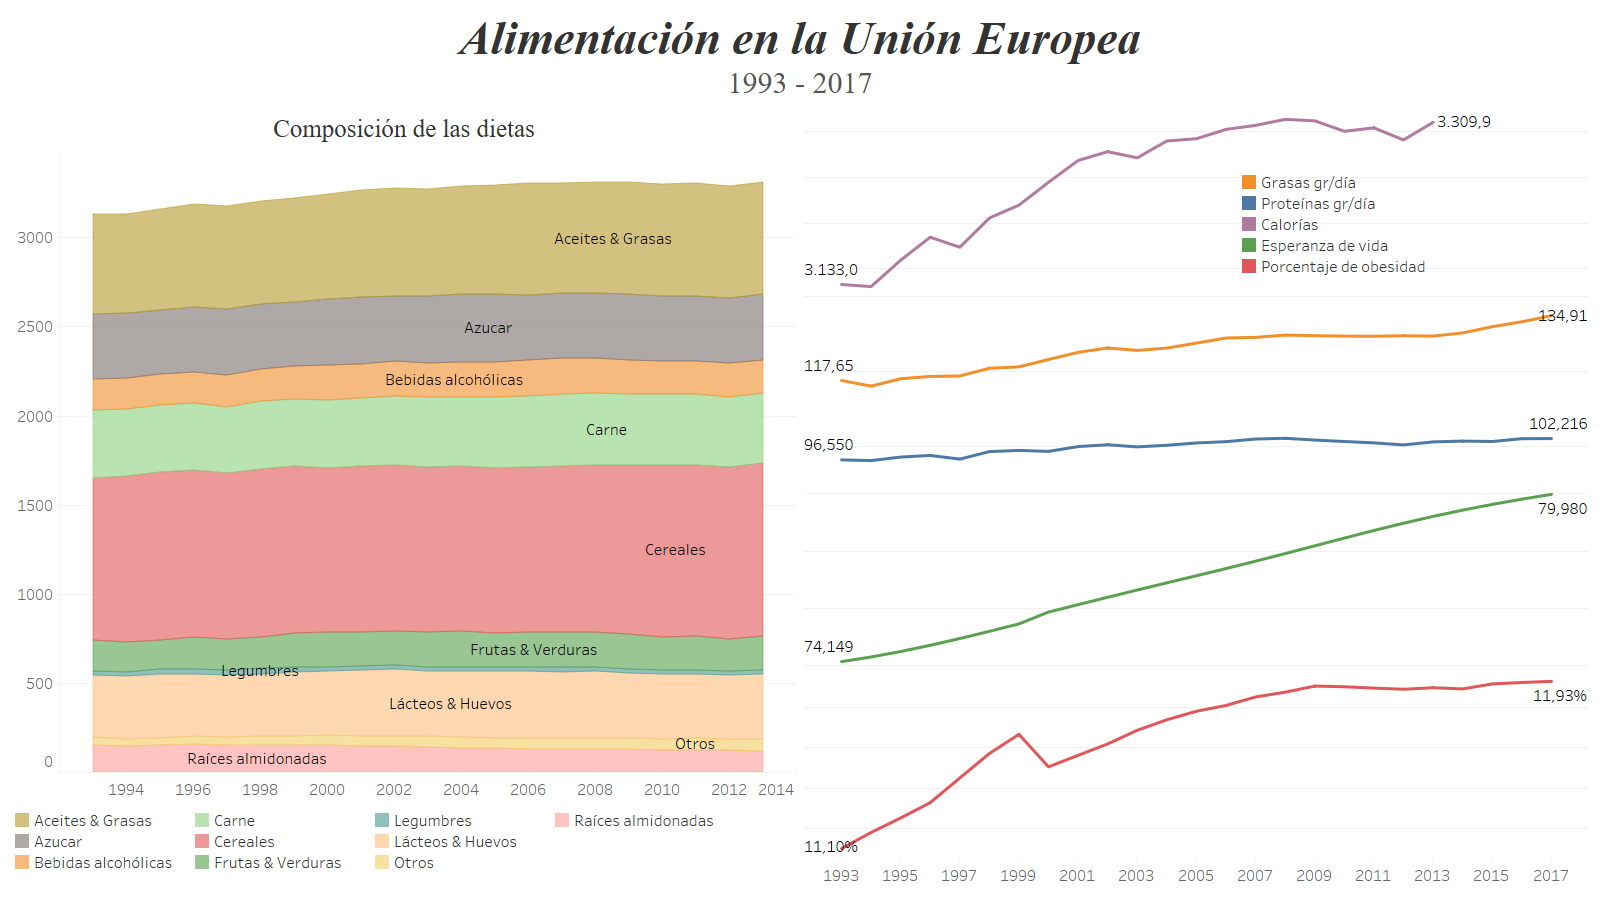 Alimentación en la Unión Europea
1993 - 2017
Composición de las dietas
3000
2500
2000
1500
1000
500
0
Aceites & Grasas
Azucar
Bebidas alcohólicas
Carne
Cereales
Frutas & Verduras
Legumbres
Lácteos & Huevos
Otros
Raíces almidonadas
1994 1996 1998 2000 2002 2004 2006 2008 2010 2012 2014
Aceites & Grasas Carne Legumbres Raíces almidonadas
Azucar Cereales Lácteos & Huevos
Bebidas alcohólicas Frutas & Verduras Otros
3.309,9
Grasas gr/día
Proteínas gr/día
Calorías
Esperanza de vida
Porcentaje de obesidad
3.133,0
134,91
117,65
102,216
96,550
79,980
74,149
11,93%
11,10%
1993 1995 1997 1999 2001 2003 2005 2007 2009 2011 2013 2015 2017